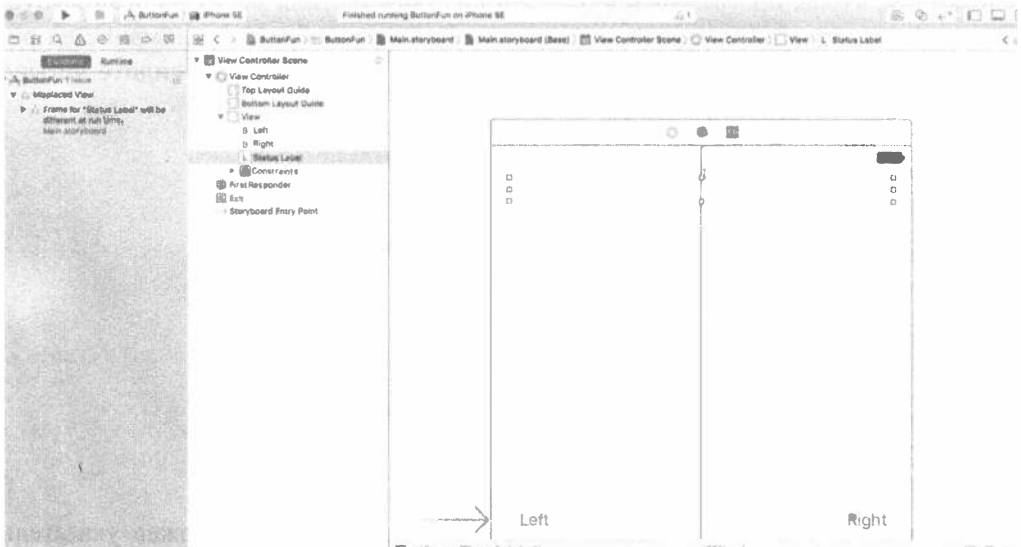 ButtonFun iPhone SE Finished running ButtonFun on iPhone SE 1
ButtonFun ButtonFun Main.storyboard Main.storyboard (Base) View Controller Scene View Controller View L Status Label
Runtime
ButtonFun 1 issue
Misplaced View
Frame for "Status Label" will be
different at run time.
Main.storyboard
View Controller Scene
View Controller
Top Layout Guide
Bottom Layout Guide
View
B Left
B Right
L Status Label
Constraints
First Responder
Exit
Storyboard Entry Point
Left Right